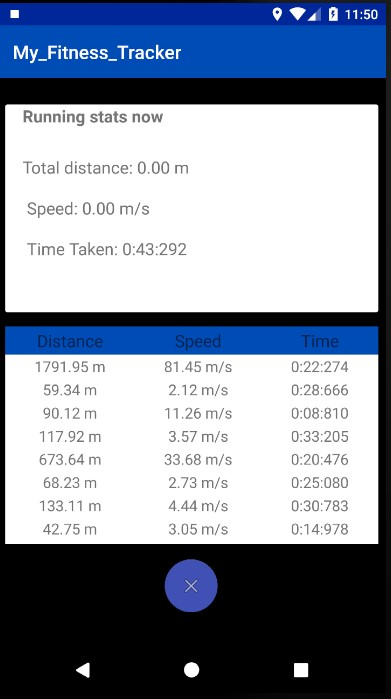 11:50
My_Fitness_Tracker
Running stats now
Total distance: 0.00 m
Speed: 0.00 m/s
Time Taken: 0:43:292
Distance Speed Time
1791.95 m 81.45 m/s 0:22:274
59.34 m 2.12 m/s 0:28:666
90.12 m 11.26 m/s 0:08:810
117.92 m 3.57 m/s 0:33:205
673.64 m 33.68 m/s 0:20:476
68.23 m 2.73 m/s 0:25:080
133.11 m 4.44 m/s 0:30:783
42.75 m 3.05 m/s 0:14:978